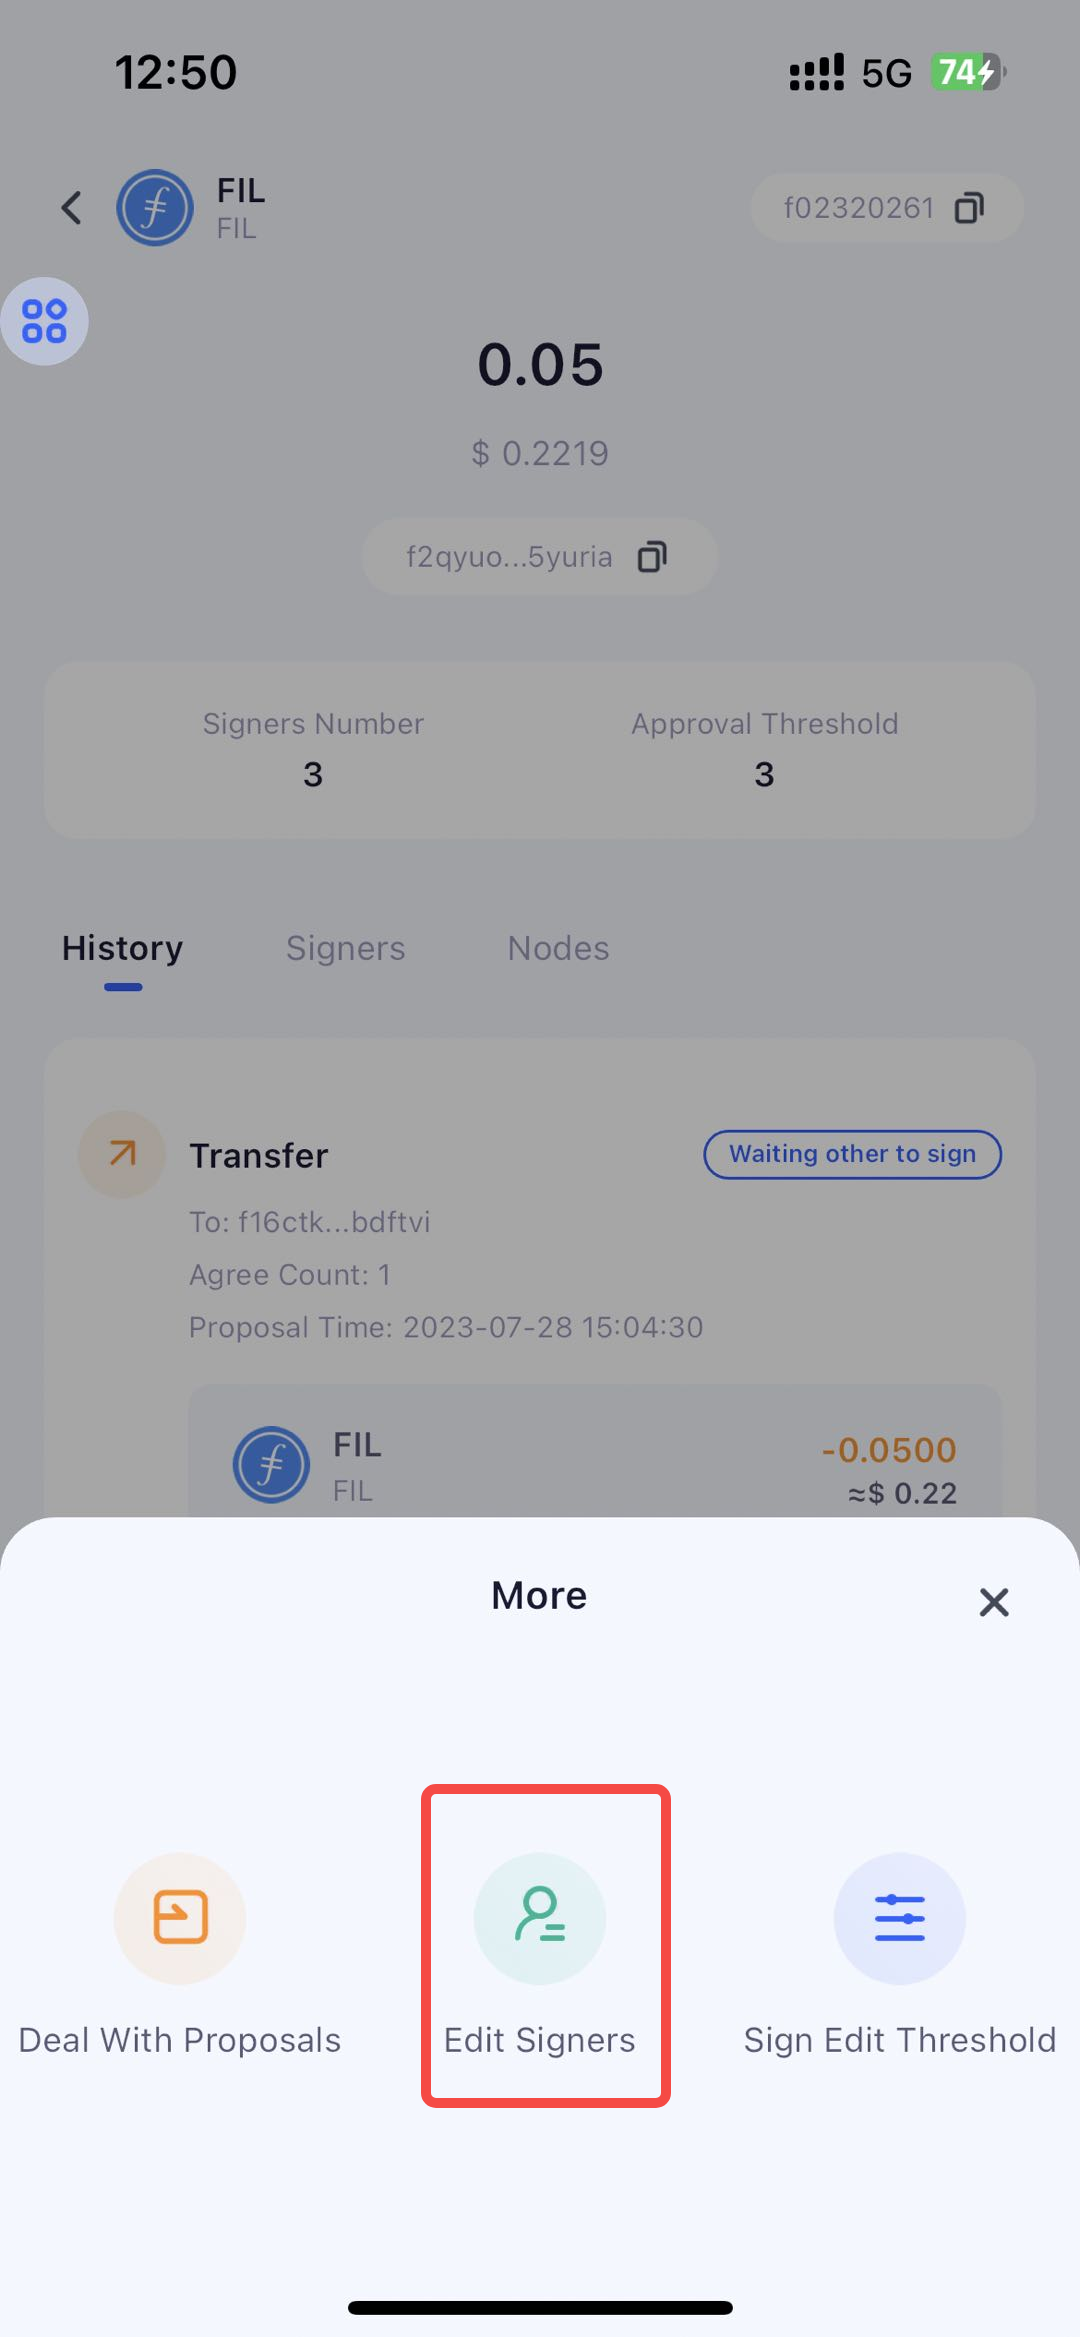 12:50
5G
74
FIL
FIL
f02320261
0.05
$ 0.2219
f2qyuo...5yuria
Signers Number
Approval Threshold
3
3
History
Signers
Nodes
Transfer
Waiting other to sign
To: f16ctk...bdftvi
Agree Count: 1
Proposal Time: 2023-07-28 15:04:30
FIL
-0.0500
FIL
≈$ 0.22
More
Deal With Proposals
Edit Signers
Sign Edit Threshold